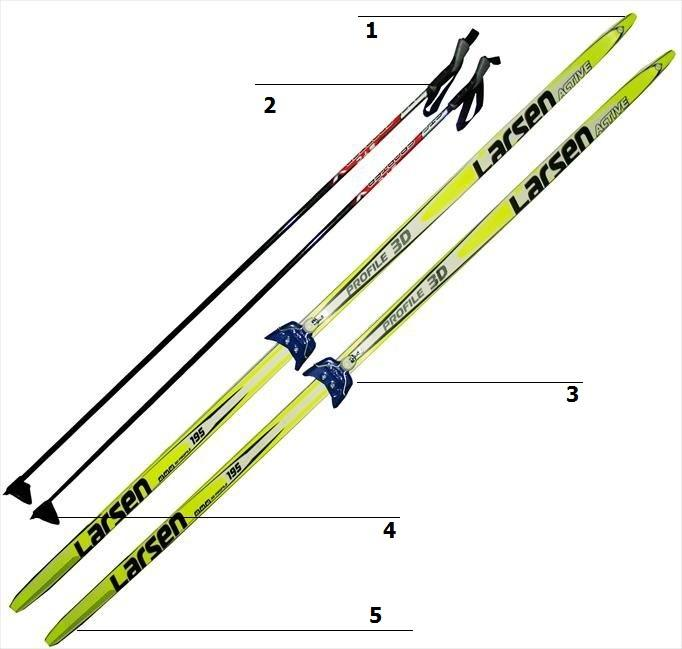 1
2
Larsen ACTIVE
Larsen ACTIVE
PROFILE 3D
PROFILE 3D
3
195
195
Larsen
Larsen
4
5